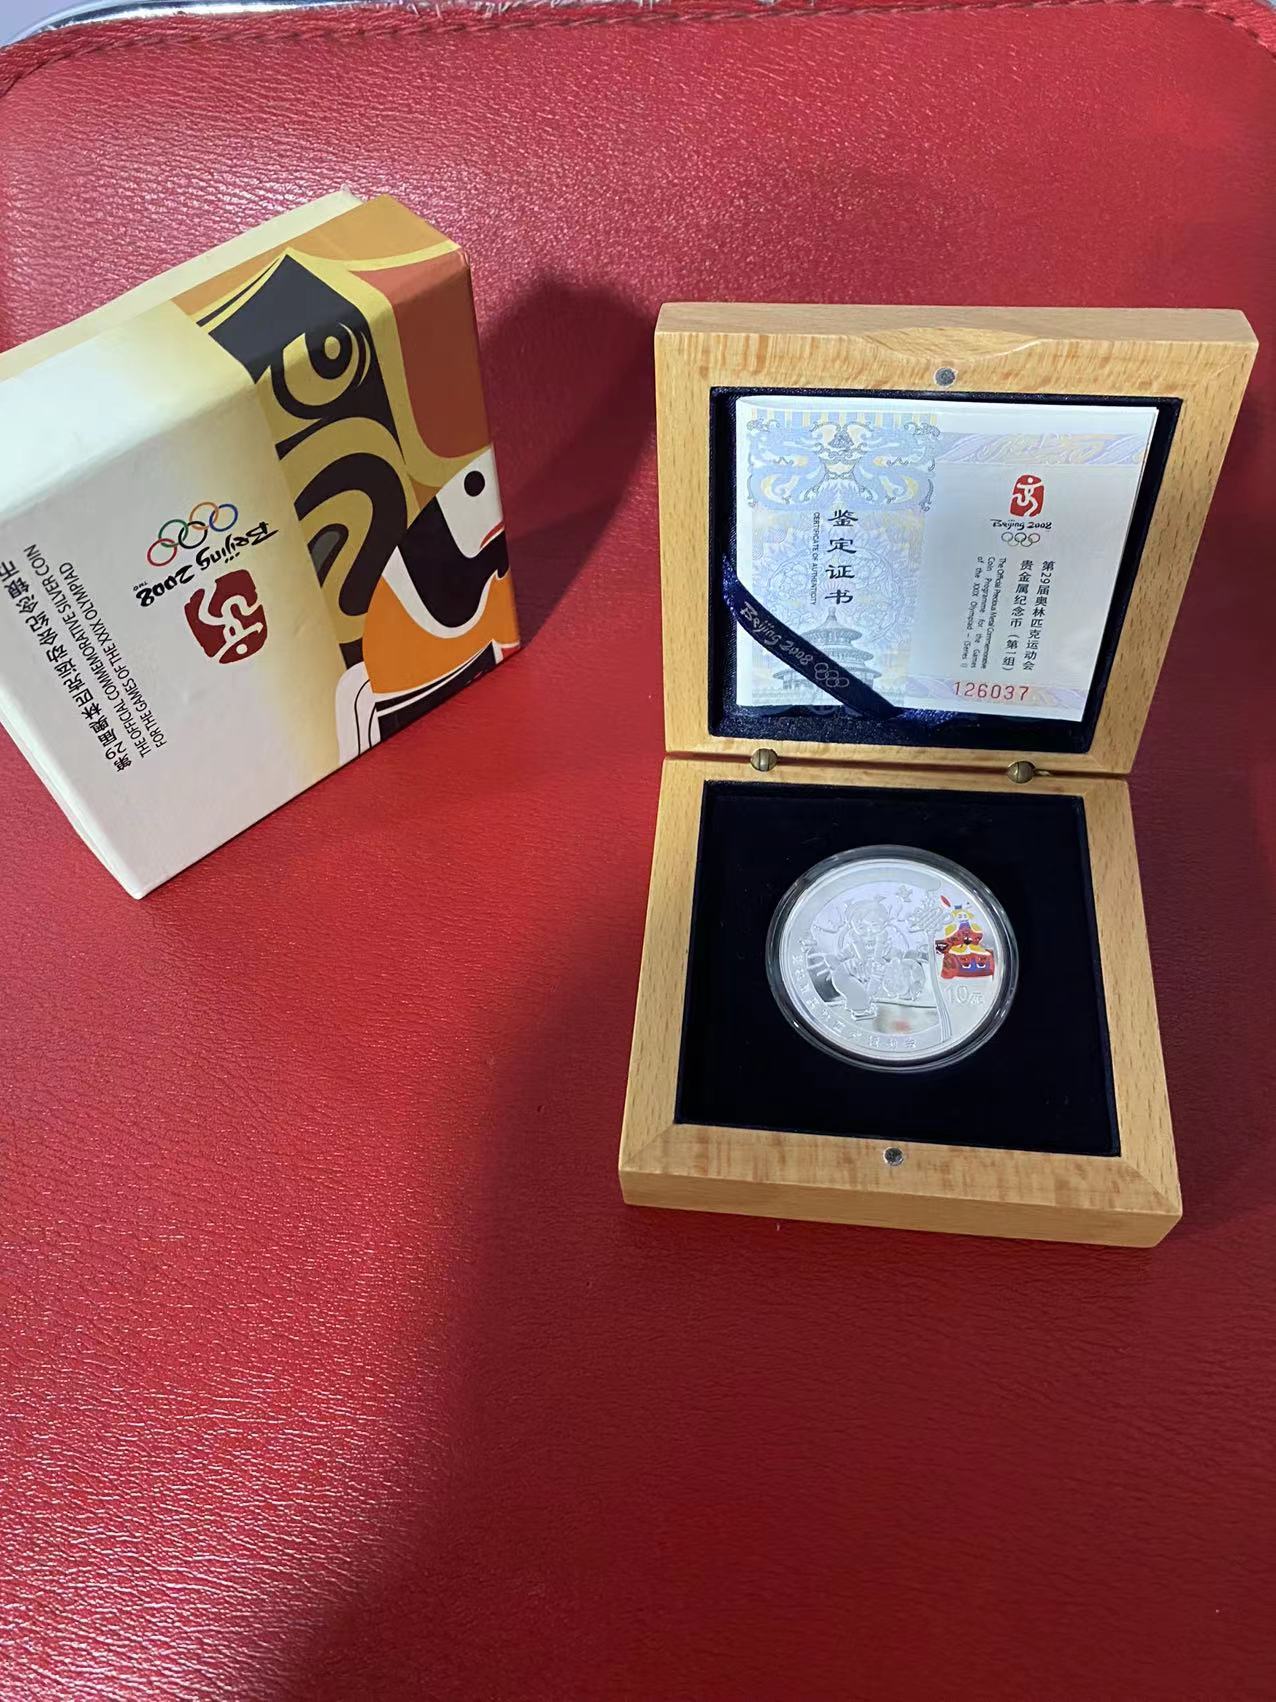 第29届奥林匹克运动会纪念银币
THE OFFICIAL COMMEMORATIVE SILVER COIN
FOR THE GAMES OF THE XXIX OLYMPIAD
Beijing 2008
TMC
鉴定证书
CERTIFICATE OF AUTHENTICITY
Beijing 2008
第29届奥林匹克运动会
贵金属纪念币（第1组）
The Official Precious Metal Commemorative
Coin Programme for the Games
of the XXIX Olympiad - (Series I)
126037
Beijing 2008
10元